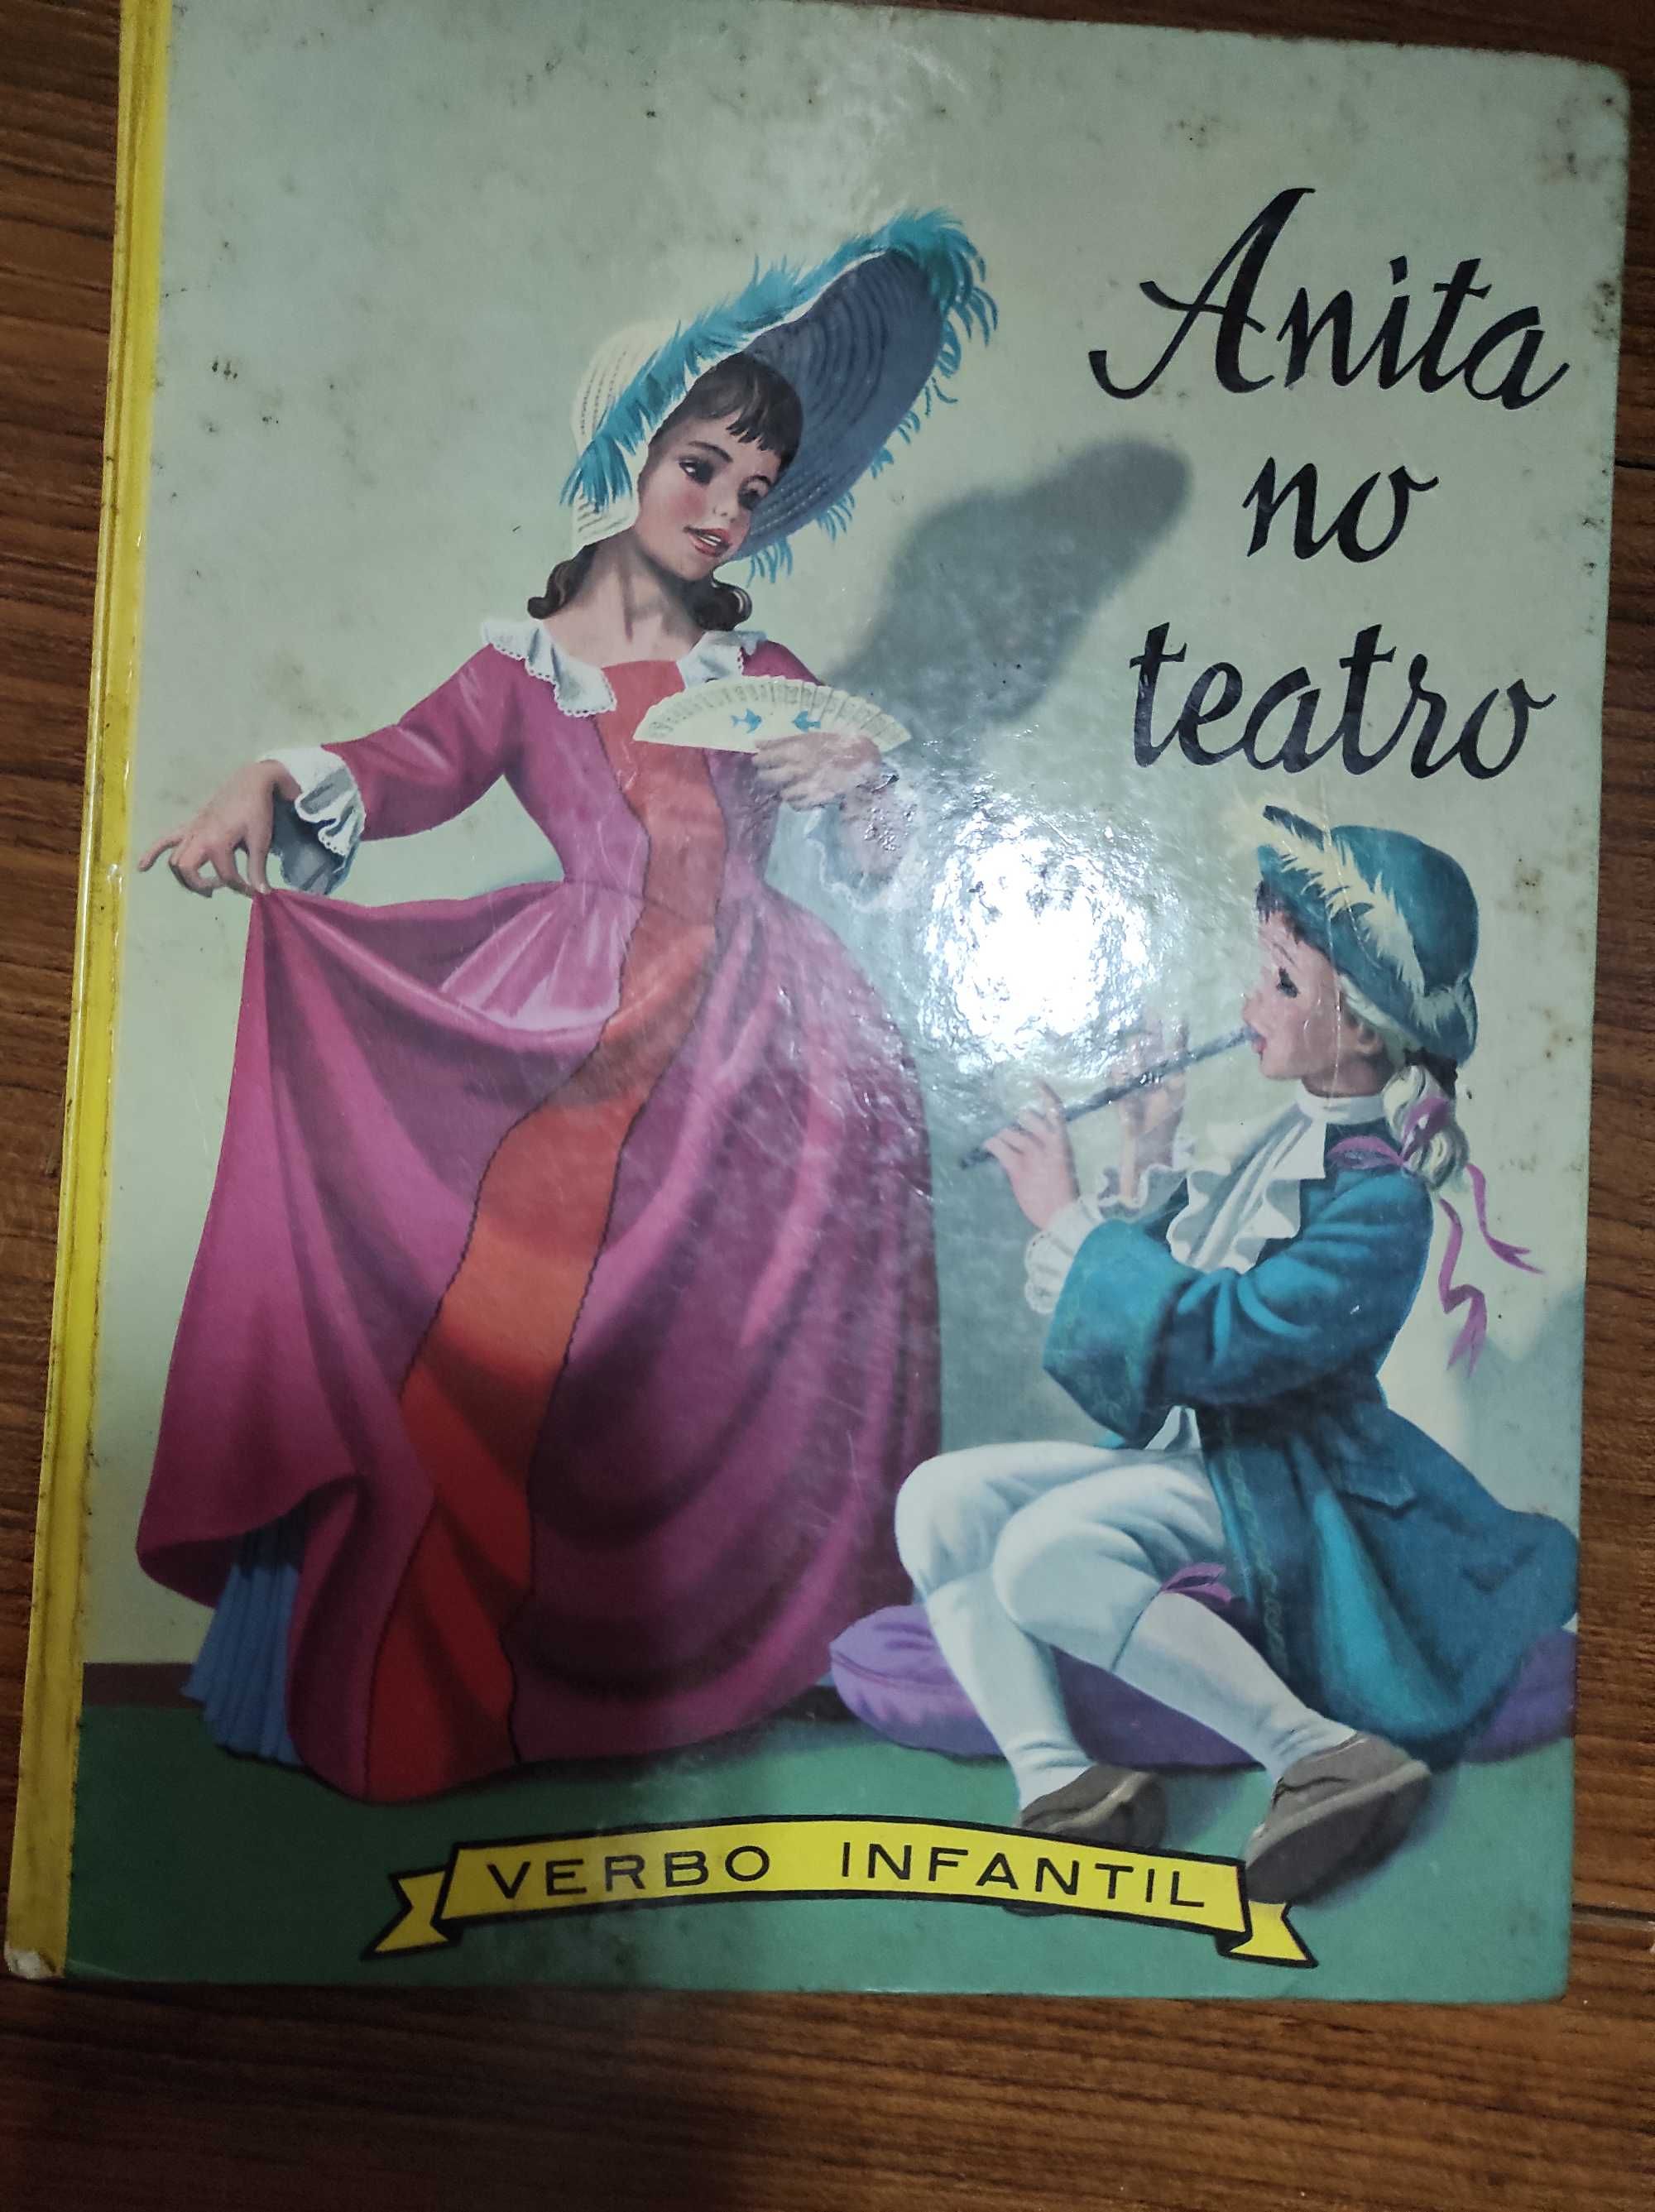 Anita
no
teatro
VERBO INFANTIL